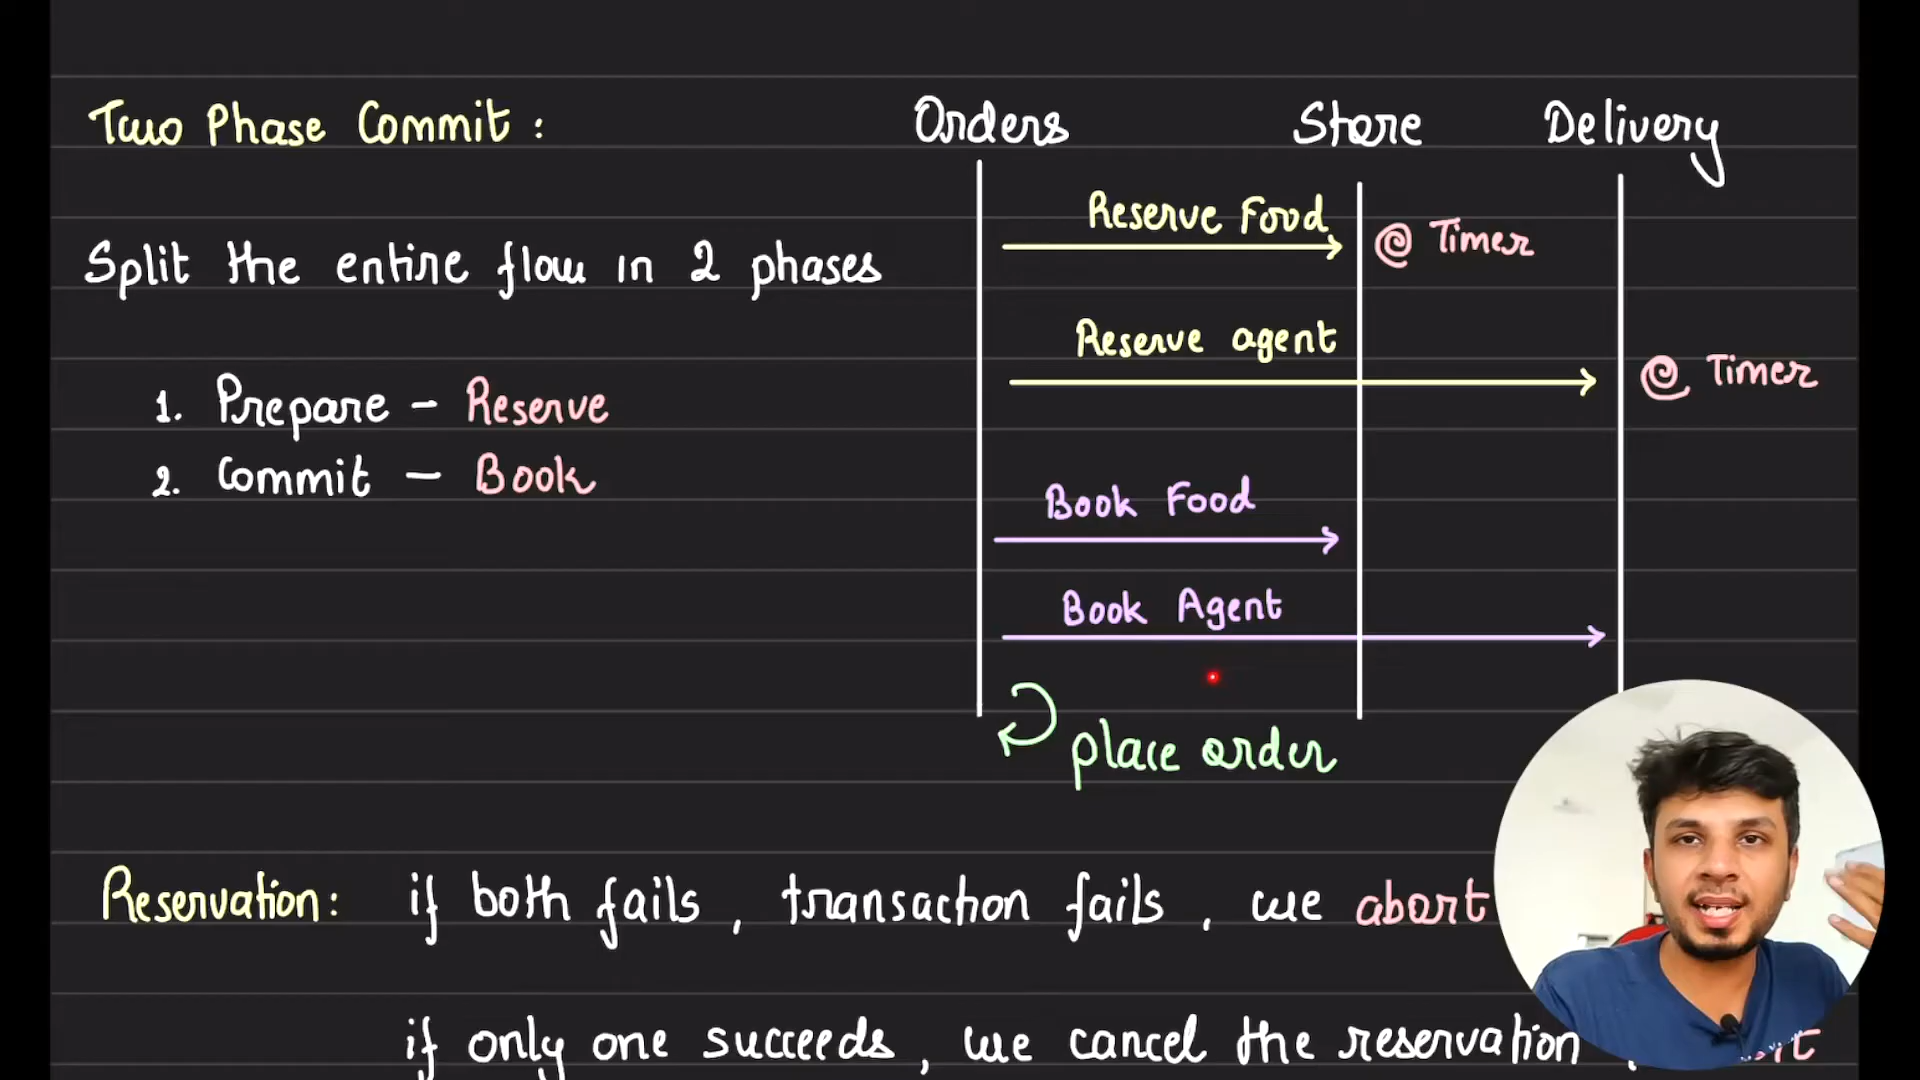 Two Phase Commit :
Orders Store Delivery
Split the entire flow in 2 phases
1. Prepare - Reserve
2. Commit - Book
Reserve Food
@ Timer
Reserve agent
@ Timer
Book Food
Book Agent
place order
Reservation: if both fails, transaction fails, we abort
if only one succeeds, we cancel the reservation